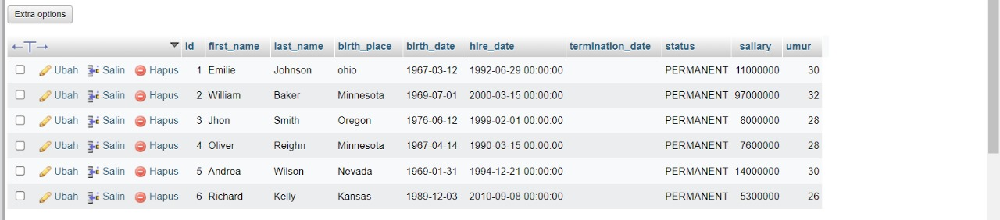 Extra options
id first_name last_name birth_place birth_date hire_date termination_date status sallary umur
Ubah Salin Hapus 1 Emilie Johnson ohio 1967-03-12 1992-06-29 00:00:00 PERMANENT 11000000 30
Ubah Salin Hapus 2 William Baker Minnesota 1969-07-01 2000-03-15 00:00:00 PERMANENT 97000000 32
Ubah Salin Hapus 3 Jhon Smith Oregon 1976-06-12 1999-02-01 00:00:00 PERMANENT 8000000 28
Ubah Salin Hapus 4 Oliver Reighn Minnesota 1967-04-14 1990-03-15 00:00:00 PERMANENT 7600000 28
Ubah Salin Hapus 5 Andrea Wilson Nevada 1969-01-31 1994-12-21 00:00:00 PERMANENT 14000000 30
Ubah Salin Hapus 6 Richard Kelly Kansas 1989-12-03 2010-09-08 00:00:00 PERMANENT 5300000 26